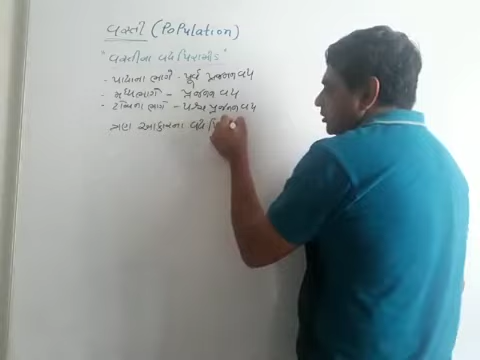 વસ્તી (Population)
"વસ્તીના વય પિરામીડ"
- પાયાના ભાગે - પૂર્વ પ્રજનન વય
- મધ્યભાગે - પ્રજનન વય
- ટોચના ભાગે - પશ્ચ પ્રજનન વય
ત્રણ આકારના વય પિ